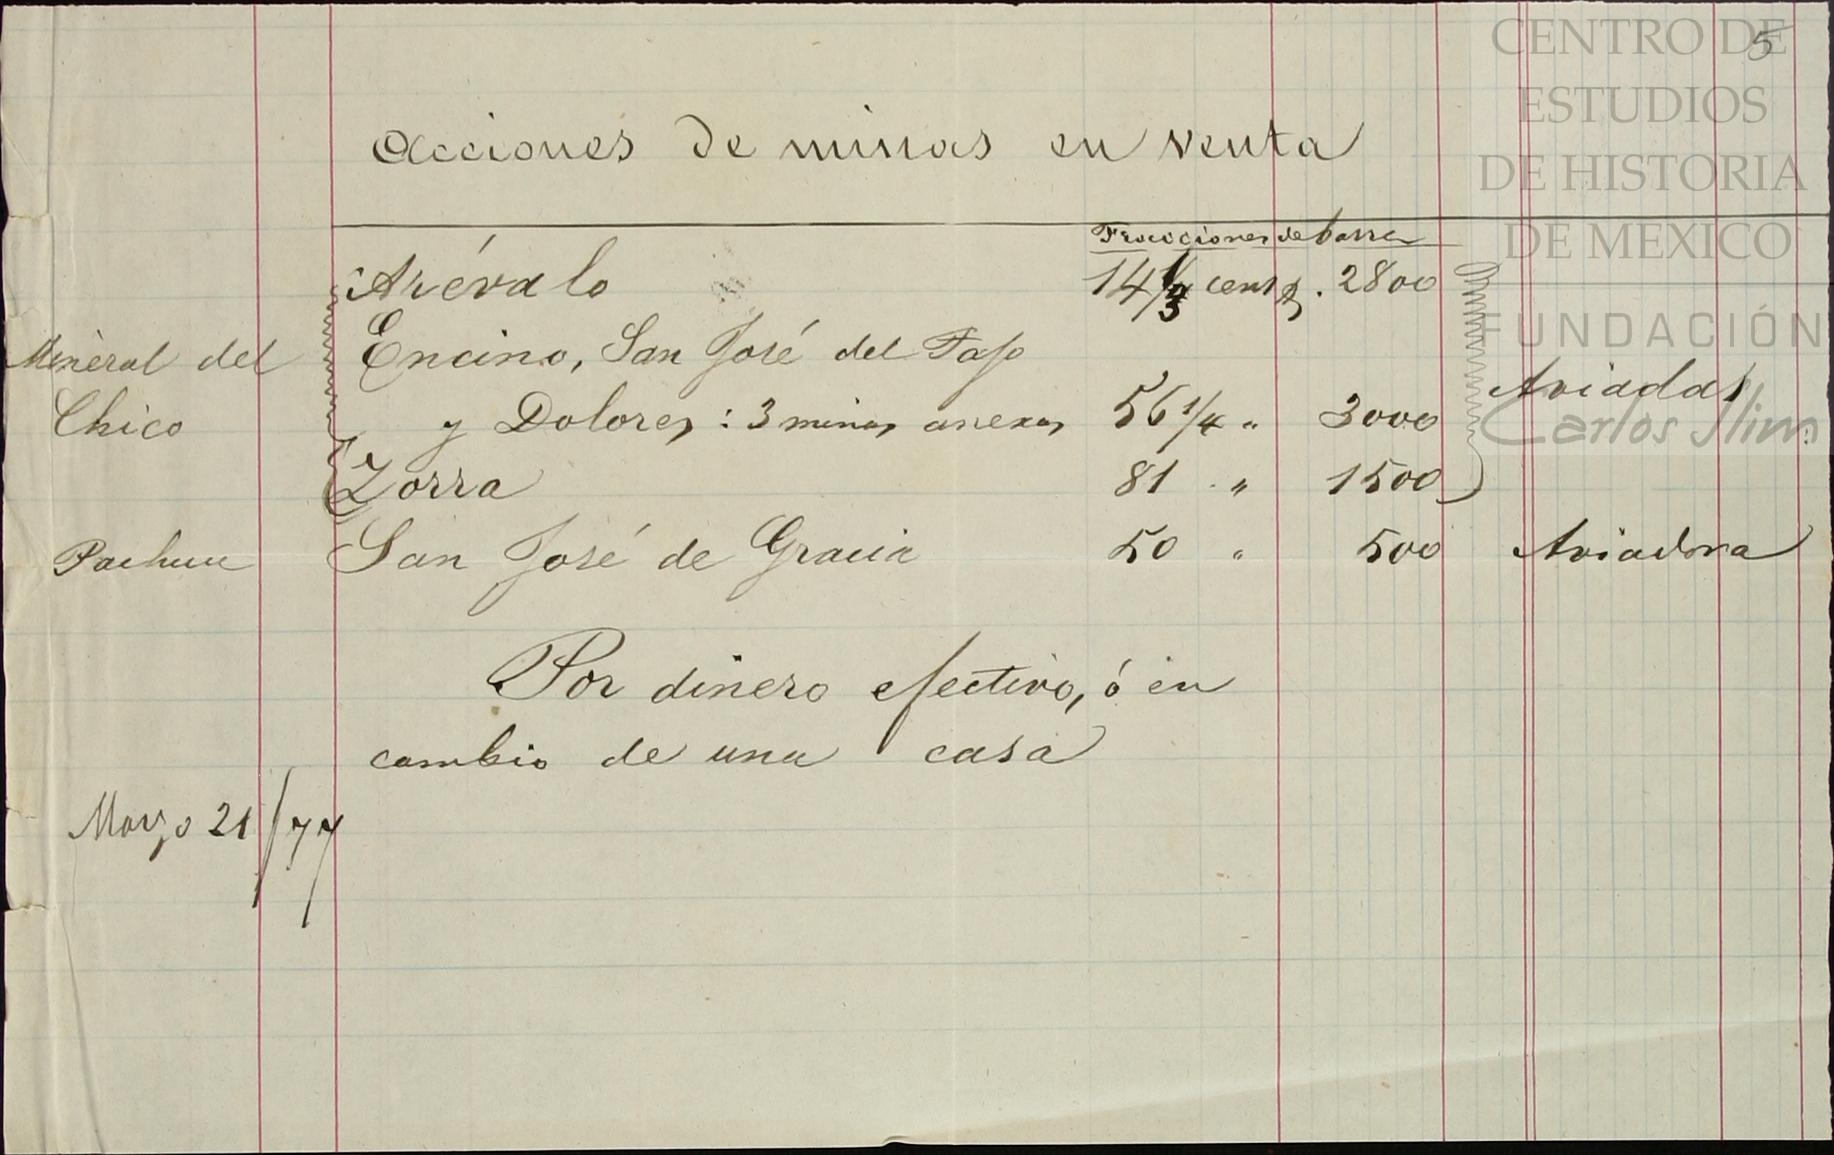 5
CENTRO DE
ESTUDIOS
DE HISTORIA
DE MEXICO
FUNDACIÓN
Carlos Slim
Acciones de minas en venta
Fracciones de barra
Arévalo 14 1/3 cents. 2800
Mineral del Encino, San José del Tajo
Chico y Dolores: 3 minas anexas 56 1/4 " 3000 Aviadas
Zorra 81 " 1500
Pachuca San José de Gracia 50 " 500 Aviadora
Por dinero efectivo, ó en
cambio de una casa
Marzo 21/77